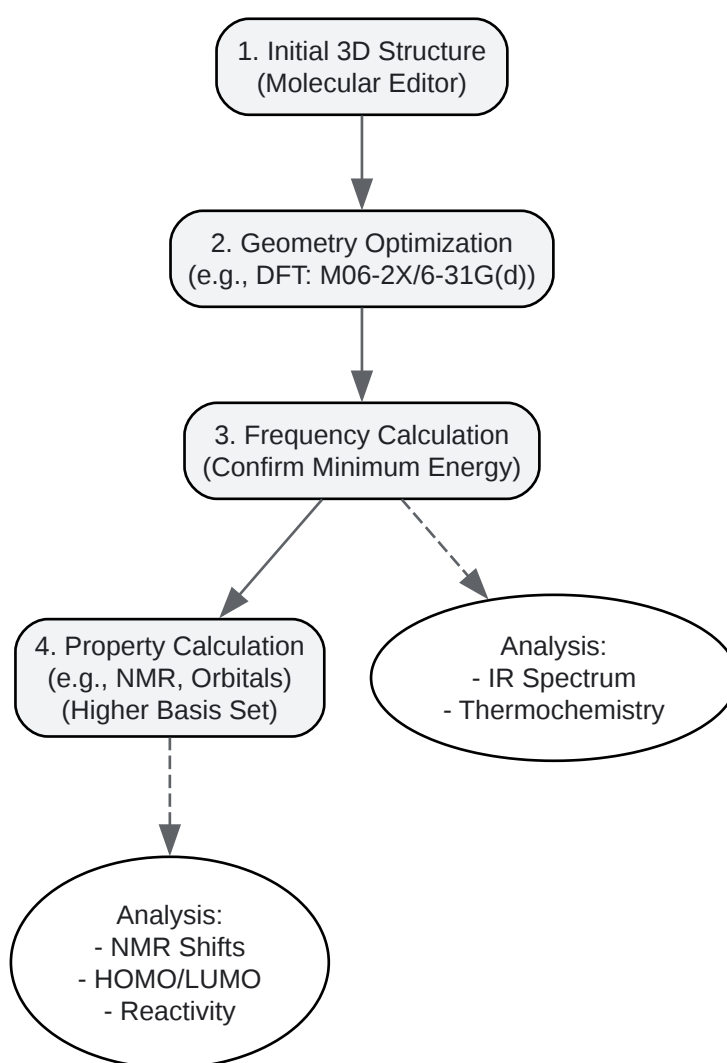 1. Initial 3D Structure
(Molecular Editor)
2. Geometry Optimization
(e.g., DFT: M06-2X/6-31G(d))
3. Frequency Calculation
(Confirm Minimum Energy)
4. Property Calculation
(e.g., NMR, Orbitals)
(Higher Basis Set)
Analysis:
- IR Spectrum
- Thermochemistry
Analysis:
- NMR Shifts
- HOMO/LUMO
- Reactivity